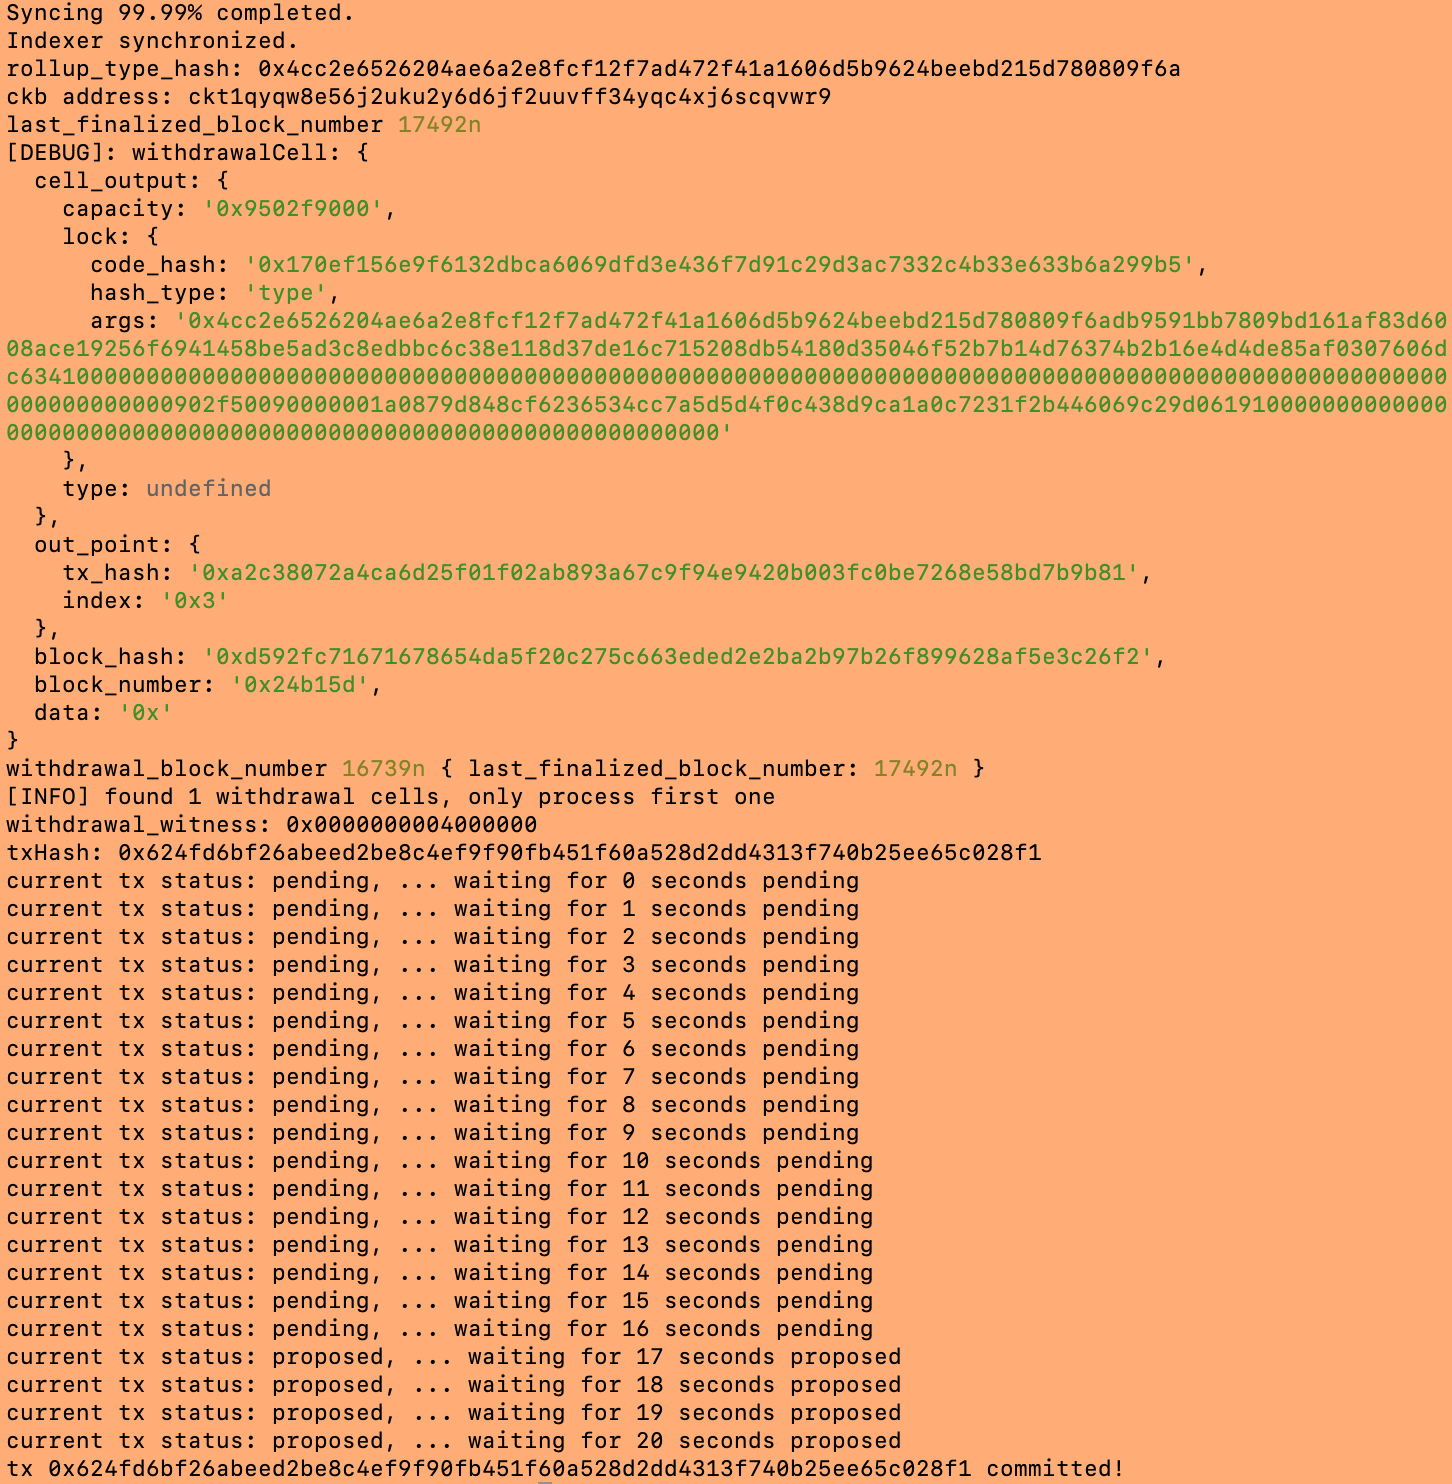 Syncing 99.99% completed.
Indexer synchronized.
rollup_type_hash: 0x4cc2e6526204ae6a2e8fcf12f7ad472f41a1606d5b9624beebd215d780809f6a
ckb address: ckt1qyqw8e56j2uku2y6d6jf2uuvff34yqc4xj6scqvwr9
last_finalized_block_number 17492n
[DEBUG]: withdrawalCell: {
  cell_output: {
    capacity: '0x9502f9000',
    lock: {
      code_hash: '0x170ef156e9f6132dbca6069dfd3e436f7d91c29d3ac7332c4b33e633b6a299b5',
      hash_type: 'type',
      args: '0x4cc2e6526204ae6a2e8fcf12f7ad472f41a1606d5b9624beebd215d780809f6adb9591bb7809bd161af83d60
08ace19256f6941458be5ad3c8edbbc6c38e118d37de16c715208db54180d35046f52b7b14d76374b2b16e4d4de85af0307606d
c63410000000000000000000000000000000000000000000000000000000000000000000000000000000000000000000000000
000000000000902f50090000001a0879d848cf6236534cc7a5d5d4f0c438d9ca1a0c7231f2b446069c29d061910000000000000
000000000000000000000000000000000000000000000000000'
    },
    type: undefined
  },
  out_point: {
    tx_hash: '0xa2c38072a4ca6d25f01f02ab893a67c9f94e9420b003fc0be7268e58bd7b9b81',
    index: '0x3'
  },
  block_hash: '0xd592fc71671678654da5f20c275c663eded2e2ba2b97b26f899628af5e3c26f2',
  block_number: '0x24b15d',
  data: '0x'
}
withdrawal_block_number 16739n { last_finalized_block_number: 17492n }
[INFO] found 1 withdrawal cells, only process first one
withdrawal_witness: 0x0000000004000000
txHash: 0x624fd6bf26abeed2be8c4ef9f90fb451f60a528d2dd4313f740b25ee65c028f1
current tx status: pending, ... waiting for 0 seconds pending
current tx status: pending, ... waiting for 1 seconds pending
current tx status: pending, ... waiting for 2 seconds pending
current tx status: pending, ... waiting for 3 seconds pending
current tx status: pending, ... waiting for 4 seconds pending
current tx status: pending, ... waiting for 5 seconds pending
current tx status: pending, ... waiting for 6 seconds pending
current tx status: pending, ... waiting for 7 seconds pending
current tx status: pending, ... waiting for 8 seconds pending
current tx status: pending, ... waiting for 9 seconds pending
current tx status: pending, ... waiting for 10 seconds pending
current tx status: pending, ... waiting for 11 seconds pending
current tx status: pending, ... waiting for 12 seconds pending
current tx status: pending, ... waiting for 13 seconds pending
current tx status: pending, ... waiting for 14 seconds pending
current tx status: pending, ... waiting for 15 seconds pending
current tx status: pending, ... waiting for 16 seconds pending
current tx status: proposed, ... waiting for 17 seconds proposed
current tx status: proposed, ... waiting for 18 seconds proposed
current tx status: proposed, ... waiting for 19 seconds proposed
current tx status: proposed, ... waiting for 20 seconds proposed
tx 0x624fd6bf26abeed2be8c4ef9f90fb451f60a528d2dd4313f740b25ee65c028f1 committed!